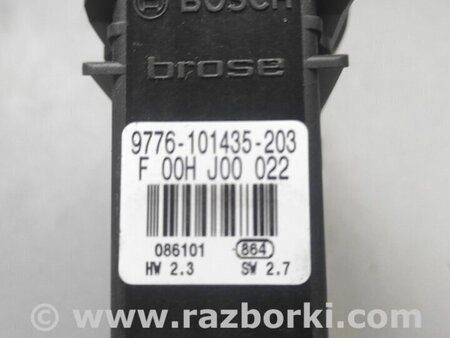 BOSCH
brose
9776-101435-203
F 00H J00 022
086101 864
HW 2.3 SW 2.7
© www.razborki.com